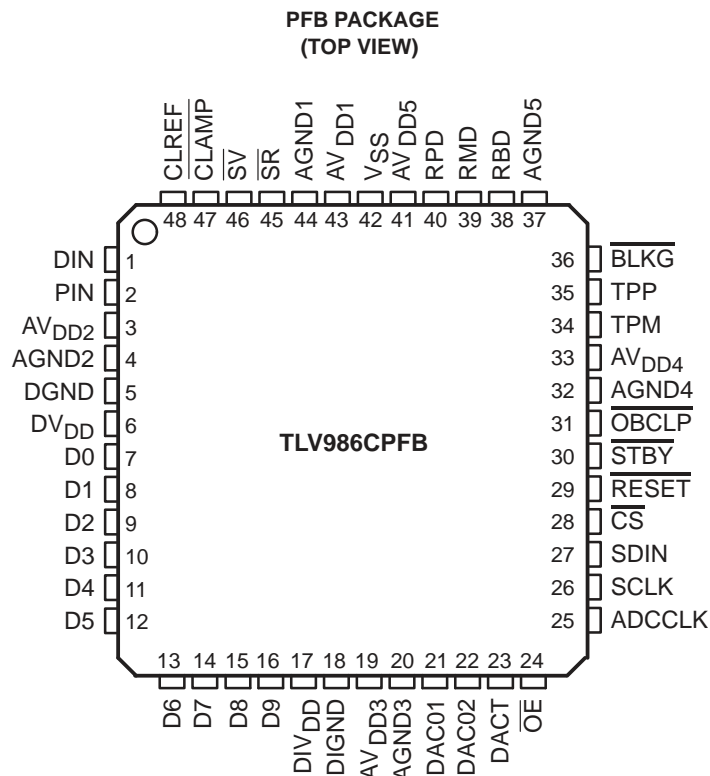 PFB PACKAGE
(TOP VIEW)
CLREF
CLAMP
SV
SR
AGND1
AVDD1
VSS
AVDD5
RPD
RMD
RBD
AGND5
48 47 46 45 44 43 42 41 40 39 38 37
DIN 1
PIN 2
AVDD2 3
AGND2 4
DGND 5
DVDD 6
D0 7
D1 8
D2 9
D3 10
D4 11
D5 12
TLV986CPFB
36 BLKG
35 TPP
34 TPM
33 AVDD4
32 AGND4
31 OBCLP
30 STBY
29 RESET
28 CS
27 SDIN
26 SCLK
25 ADCCLK
13 14 15 16 17 18 19 20 21 22 23 24
D6
D7
D8
D9
DIVDD
DIGND
AVDD3
AGND3
DAC01
DAC02
DACT
OE